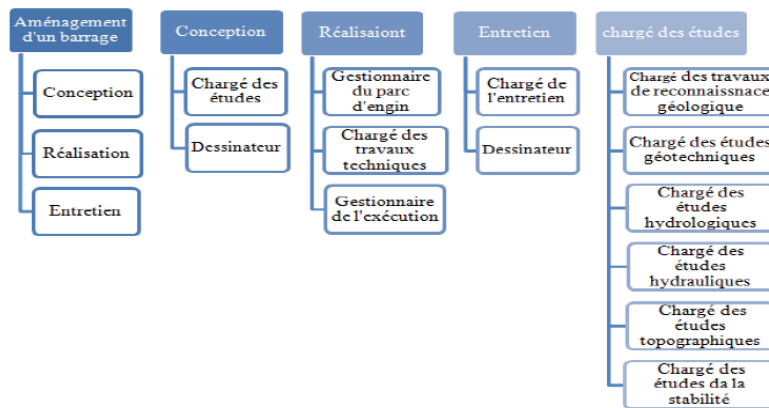 Aménagement
d'un barrage
Conception
Réalisation
Entretien
Conception
Chargé des
études
Dessinateur
Réalisaiont
Gestionnaire
du parc
d'engin
Chargé des
travaux
techniques
Gestionnaire
de l'exécution
Entretien
Chargé de
l'entretien
Dessinateur
chargé des études
Chargé des travaux
de reconnaissnace
géologique
Chargé des études
géotechniques
Chargé des
études
hydrologiques
Chargé des
études
hydrauliques
Chargé des
études
topographiques
Chargé des
études da la
stabilité